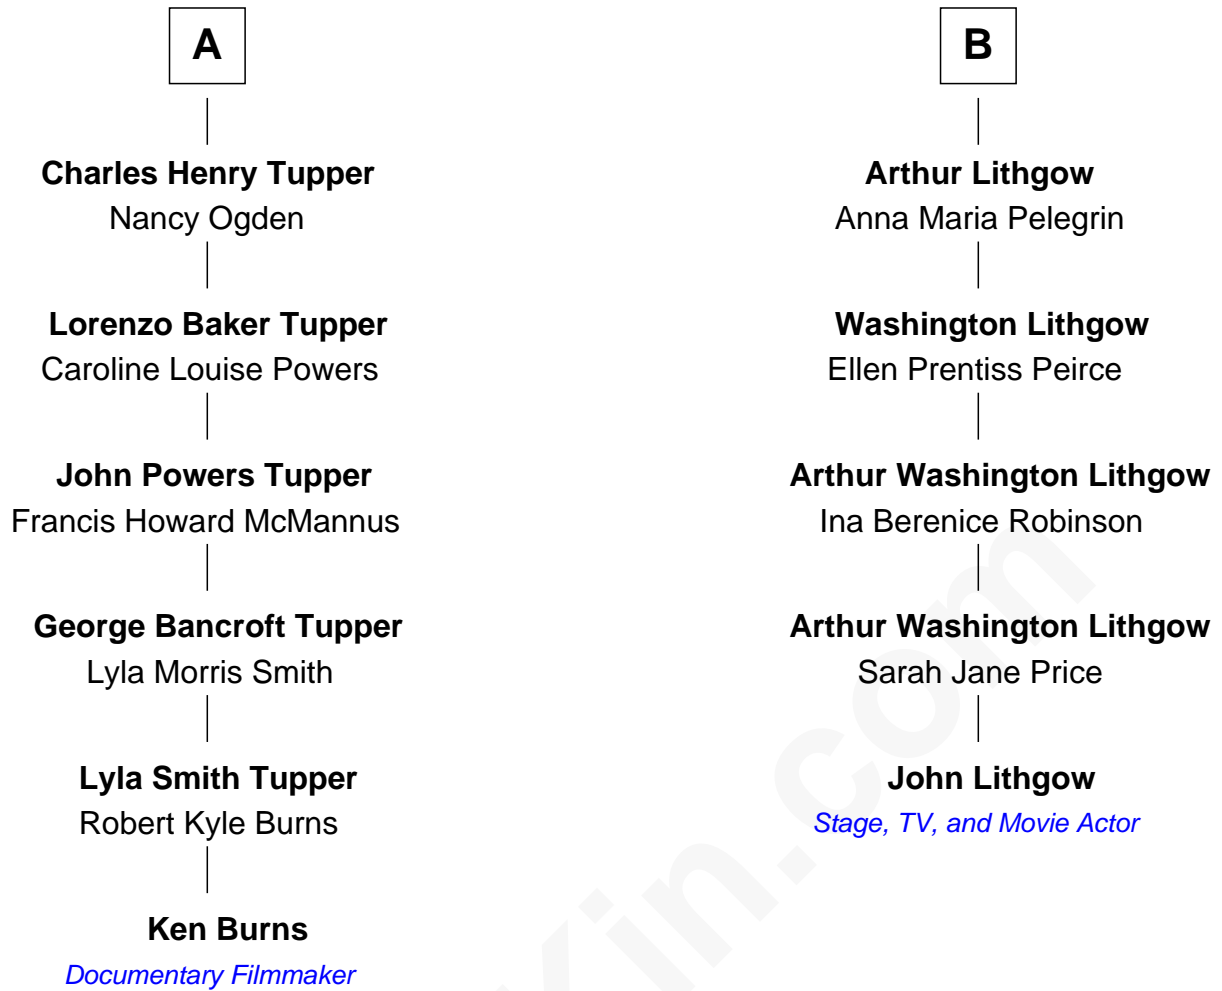 A
Charles Henry Tupper
Nancy Ogden
Lorenzo Baker Tupper
Caroline Louise Powers
John Powers Tupper
Francis Howard McMannus
George Bancroft Tupper
Lyla Morris Smith
Lyla Smith Tupper
Robert Kyle Burns
Ken Burns
Documentary Filmmaker
B
Arthur Lithgow
Anna Maria Pelegrin
Washington Lithgow
Ellen Prentiss Peirce
Arthur Washington Lithgow
Ina Berenice Robinson
Arthur Washington Lithgow
Sarah Jane Price
John Lithgow
Stage, TV, and Movie Actor
Kin.com